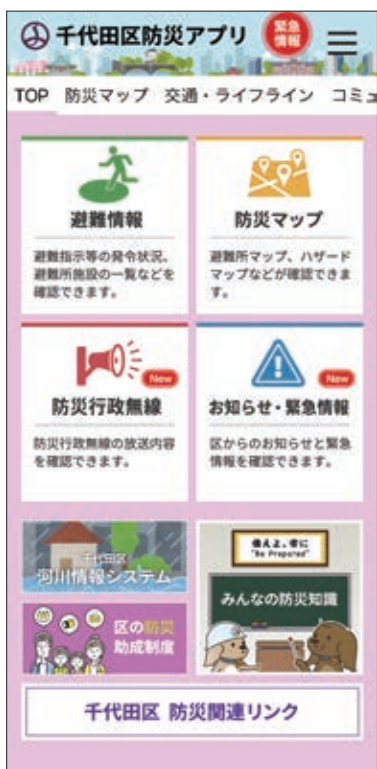 千代田区防災アプリ
緊急
情報
TOP 防災マップ 交通・ライフライン コミュ
避難情報
避難指示等の発令状況、
避難所施設の一覧などを
確認できます。
防災マップ
避難所マップ、ハザード
マップなどが確認できま
す。
New
防災行政無線
防災行政無線の放送内容
を確認できます。
New
お知らせ・緊急情報
区からのお知らせと緊急
情報を確認できます。
千代田区
河川情報システム
区の防災
助成制度
備えよ、常に
"Be Prepared"
みんなの防災知識
千代田区 防災関連リンク